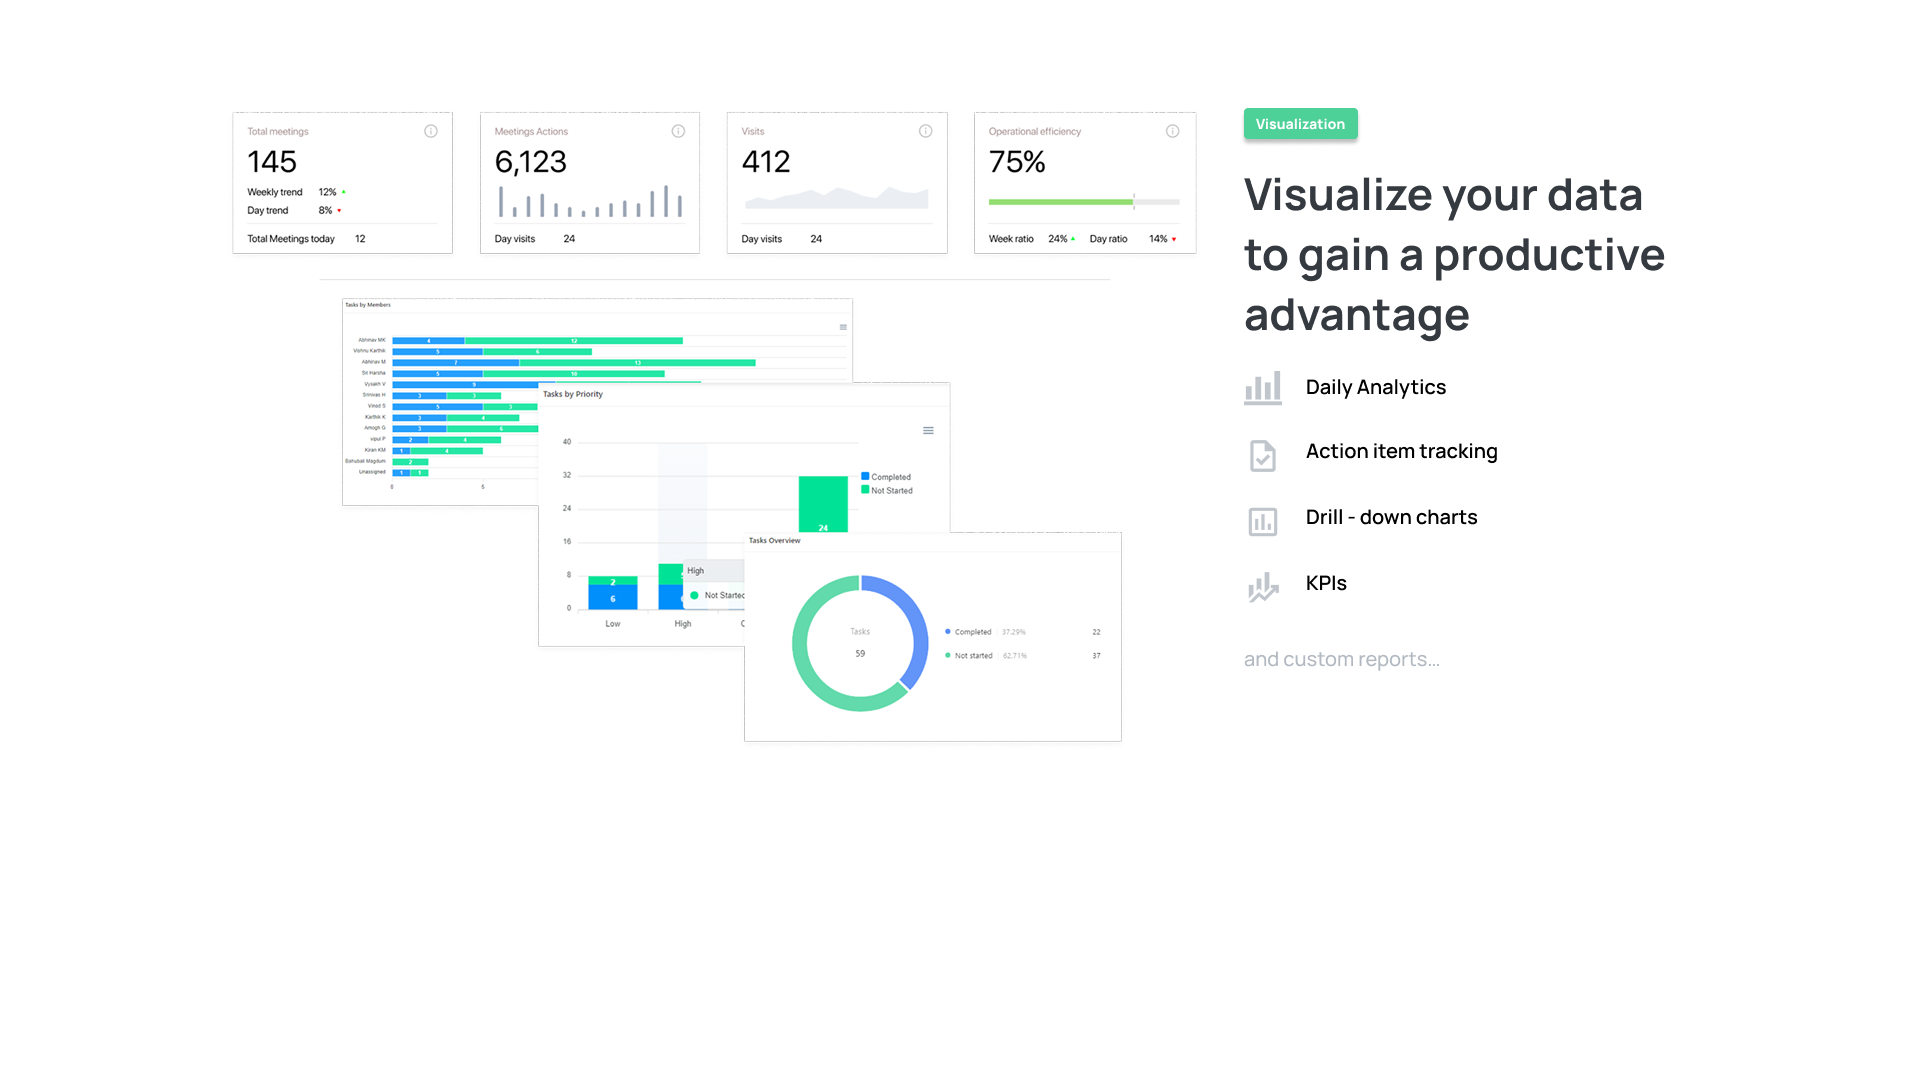 Total meetings
145
Weekly trend 12%
Day trend 8%
Total Meetings today 12
Meetings Actions
6,123
Day visits 24
Visits
412
Day visits 24
Operational efficiency
75%
Week ratio 24% Day ratio 14%
Tasks by Members
Abhinav MK 4 12
Vishnu Karthik 5 6
Abhinav M 7 13
Sri Harsha 5 10
Vysakh V 9
Srinivas H 3 3
Vinod S 5 5
Karthik K 3 4
Amogh G 3 6
vipul P 2 4
Kiran KM 1 4
Bahubali Magdum 2
Unassigned 1 1
0 5
Tasks by Priority
40
32
24
16
8
0
24
2
6
Low High
Completed
Not Started
High
Not Started
Tasks Overview
Tasks
59
Completed 37.29% 22
Not started 62.71% 37
Visualization
Visualize your data
to gain a productive
advantage
Daily Analytics
Action item tracking
Drill - down charts
KPIs
and custom reports...